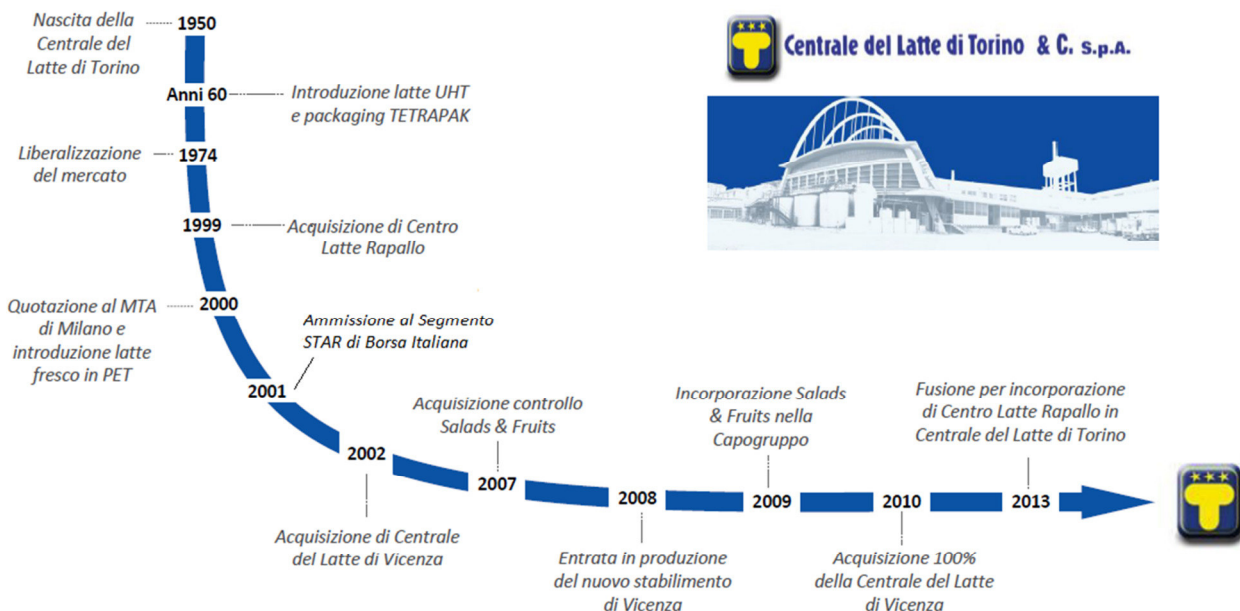 Centrale del Latte di Torino & C. S.p.A.
1950
Nascita della
Centrale del
Latte di Torino
Anni 60
Introduzione latte UHT
e packaging TETRAPAK
1974
Liberalizzazione
del mercato
1999
Acquisizione di Centro
Latte Rapallo
2000
Quotazione al MTA
di Milano e
introduzione latte
fresco in PET
2001
Ammissione al Segmento
STAR di Borsa Italiana
2002
Acquisizione di Centrale
del Latte di Vicenza
2007
Acquisizione controllo
Salads & Fruits
2008
Entrata in produzione
del nuovo stabilimento
di Vicenza
2009
Incorporazione Salads
& Fruits nella
Capogruppo
2010
Acquisizione 100%
della Centrale del Latte
di Vicenza
2013
Fusione per incorporazione
di Centro Latte Rapallo in
Centrale del Latte di Torino